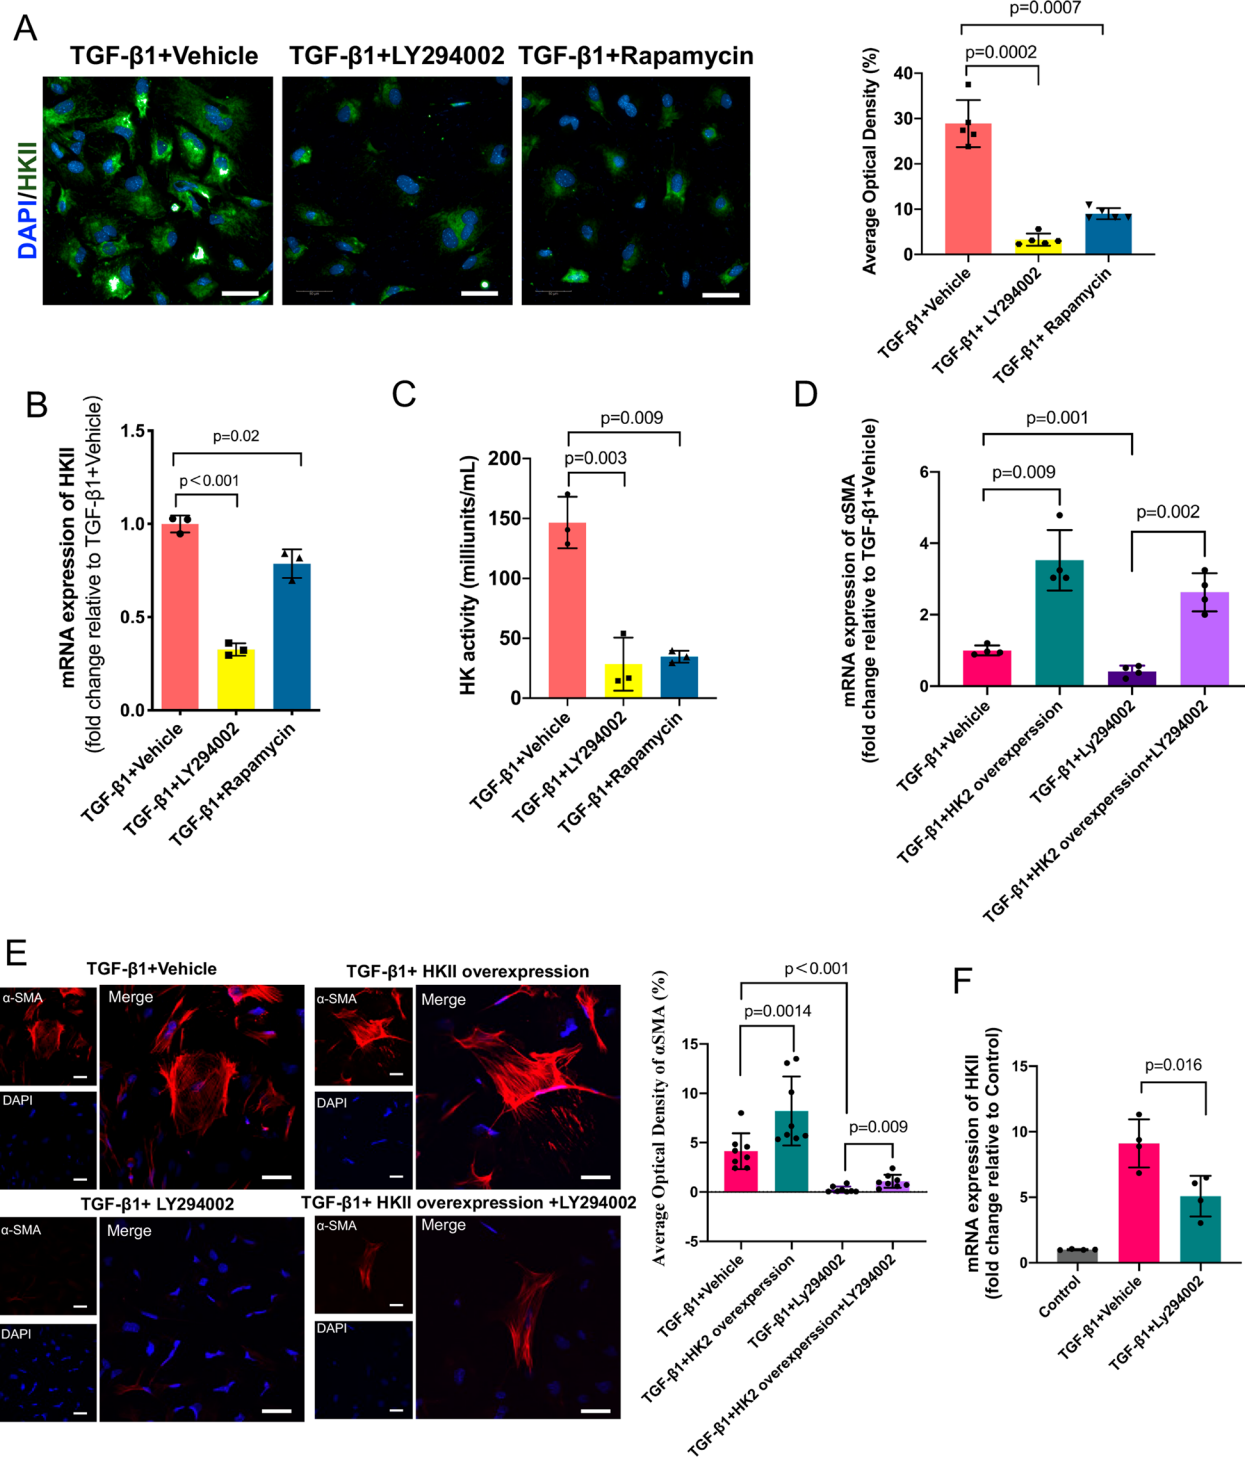 A
TGF-β1+Vehicle
TGF-β1+LY294002
TGF-β1+Rapamycin
DAPI/HKII
p=0.0007
p=0.0002
Average Optical Density (%)
40
30
20
10
0
TGF-β1+Vehicle
TGF-β1+ LY294002
TGF-β1+ Rapamycin
B
mRNA expression of HKII
(fold change relative to TGF-β1+Vehicle)
1.5
1.0
0.5
0.0
p=0.02
p<0.001
TGF-β1+Vehicle
TGF-β1+LY294002
TGF-β1+Rapamycin
C
HK activity (milliunits/mL)
200
150
100
50
0
p=0.009
p=0.003
TGF-β1+Vehicle
TGF-β1+LY294002
TGF-β1+Rapamycin
D
mRNA expression of αSMA
(fold change relative to TGF-β1+Vehicle)
6
4
2
0
p=0.001
p=0.009
p=0.002
TGF-β1+Vehicle
TGF-β1+HK2 overexperssion
TGF-β1+Ly294002
TGF-β1+HK2 overexperssion+LY294002
E
TGF-β1+Vehicle
α-SMA
Merge
DAPI
TGF-β1+ HKII overexpression
α-SMA
Merge
DAPI
TGF-β1+ LY294002
α-SMA
Merge
DAPI
TGF-β1+ HKII overexpression +LY294002
α-SMA
Merge
DAPI
Average Optical Density of αSMA (%)
15
10
5
0
-5
p<0.001
p=0.0014
p=0.009
TGF-β1+Vehicle
TGF-β1+HK2 overexperssion
TGF-β1+Ly294002
TGF-β1+HK2 overexperssion+LY294002
F
mRNA expression of HKII
(fold change relative to Control)
15
10
5
0
p=0.016
Control
TGF-β1+Vehicle
TGF-β1+Ly294002